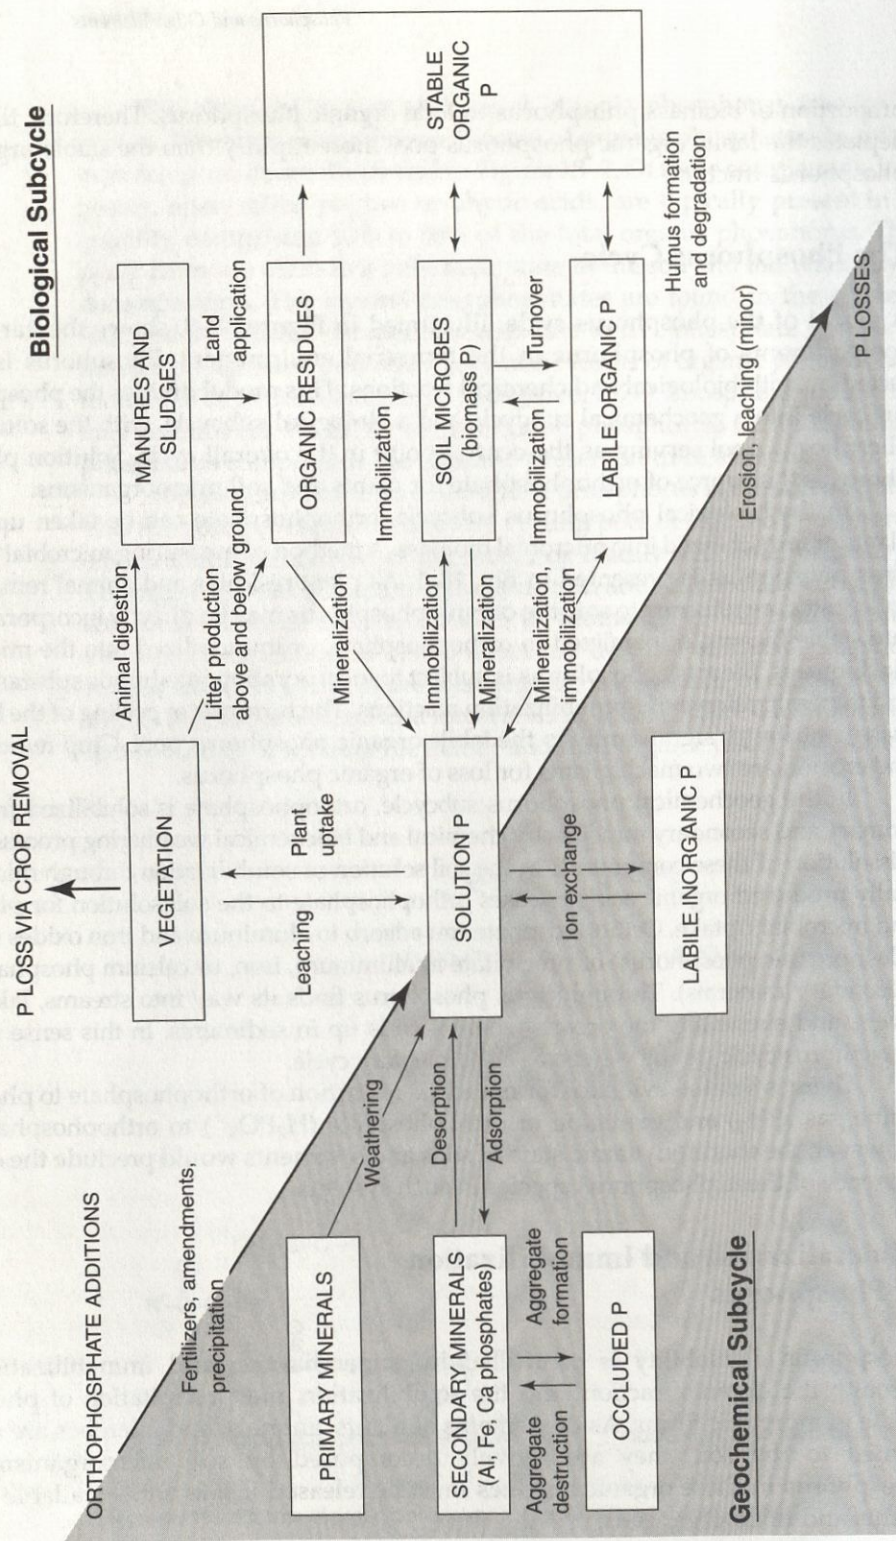 ORTHOPHOSPHATE ADDITIONS
P LOSS VIA CROP REMOVAL
Biological Subcycle
Fertilizers, amendments,
precipitation
VEGETATION
Animal digestion
MANURES AND
SLUDGES
Liter production
above and below ground
Land
application
Leaching
Plant
uptake
PRIMARY MINERALS
Weathering
Mineralization
ORGANIC RESIDUES
Immobilization
SECONDARY MINERALS
(Al, Fe, Ca phosphates)
Desorption
Adsorption
SOLUTION P
Immobilization
Mineralization
SOIL MICROBES
(biomass P)
STABLE
ORGANIC
P
Aggregate
destruction
Aggregate
formation
Ion exchange
Mineralization
Immobilization
Immobilization
Turnover
OCCLUDED P
LABILE INORGANIC P
LABILE ORGANIC P
Humus formation
and degradation
Erosion, leaching (minor)
Geochemical Subcycle
P LOSSES